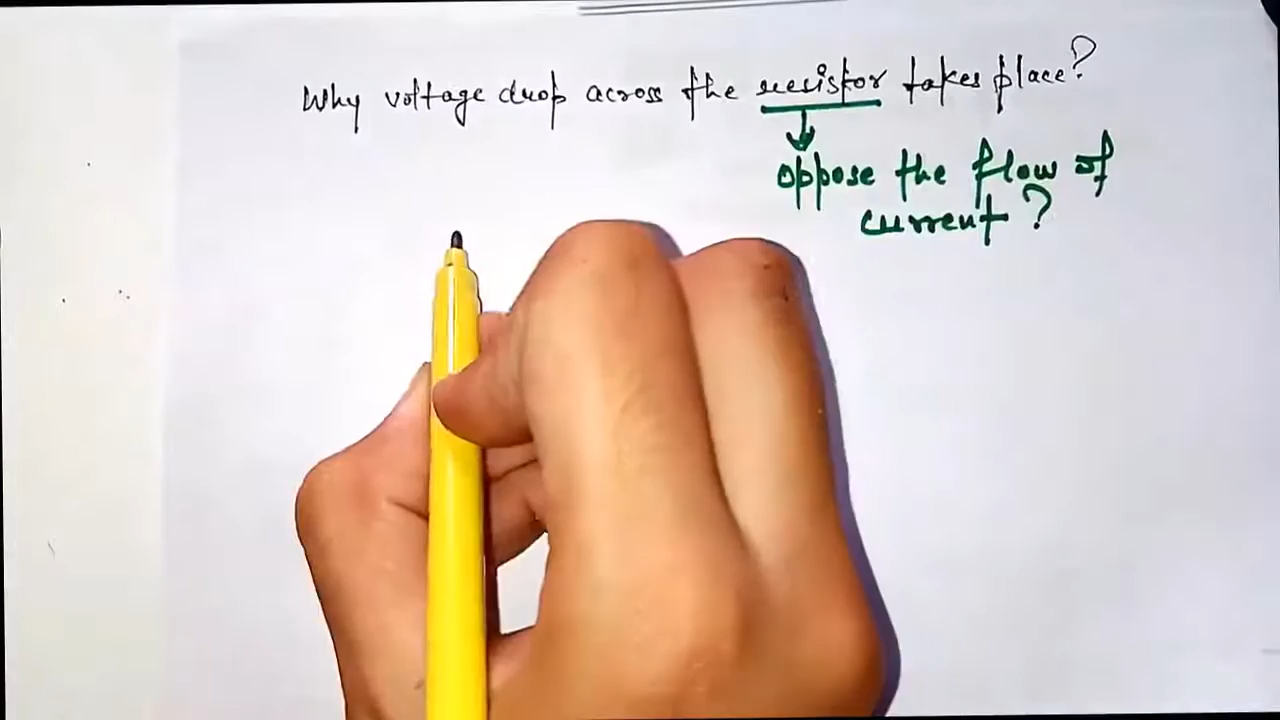 Why voltage drop across the resistor takes place?
oppose the flow of
current?